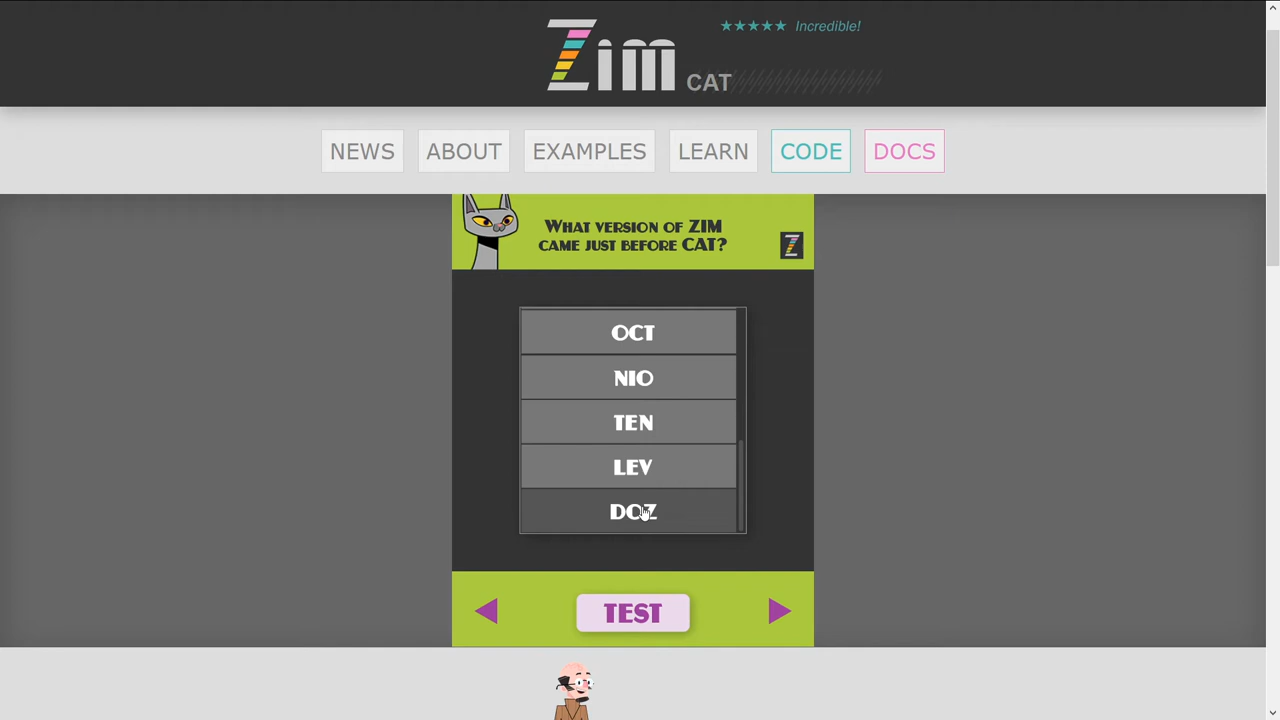 ★★★★★ Incredible!
Zim CAT
NEWS ABOUT EXAMPLES LEARN CODE DOCS
WHAT VERSION OF ZIM
CAME JUST BEFORE CAT?
Z
OCT
NIO
TEN
LEV
DOZ
TEST